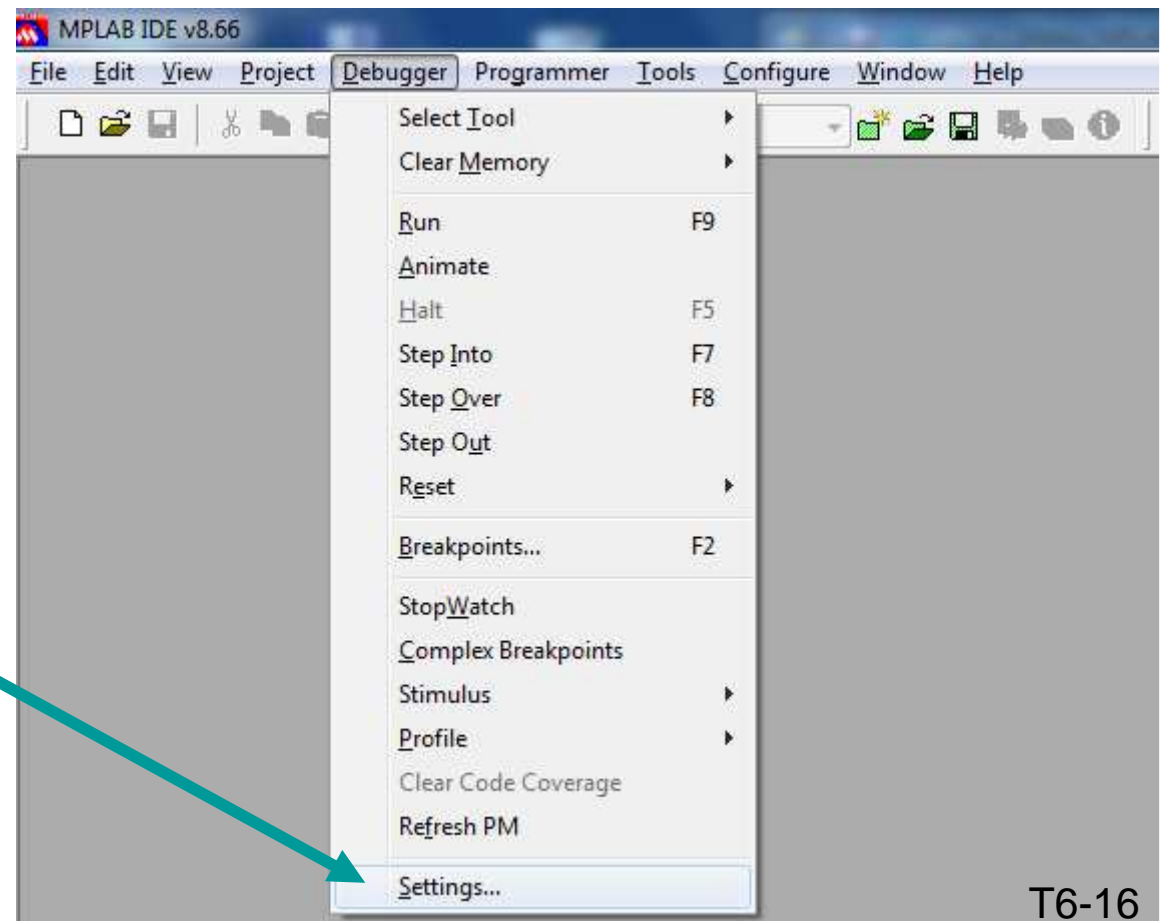 MPLAB IDE v8.66
File Edit View Project Debugger Programmer Tools Configure Window Help
Select Tool
Clear Memory
Run F9
Animate
Halt F5
Step Into F7
Step Over F8
Step Out
Reset
Breakpoints... F2
StopWatch
Complex Breakpoints
Stimulus
Profile
Clear Code Coverage
Refresh PM
Settings...
T6-16